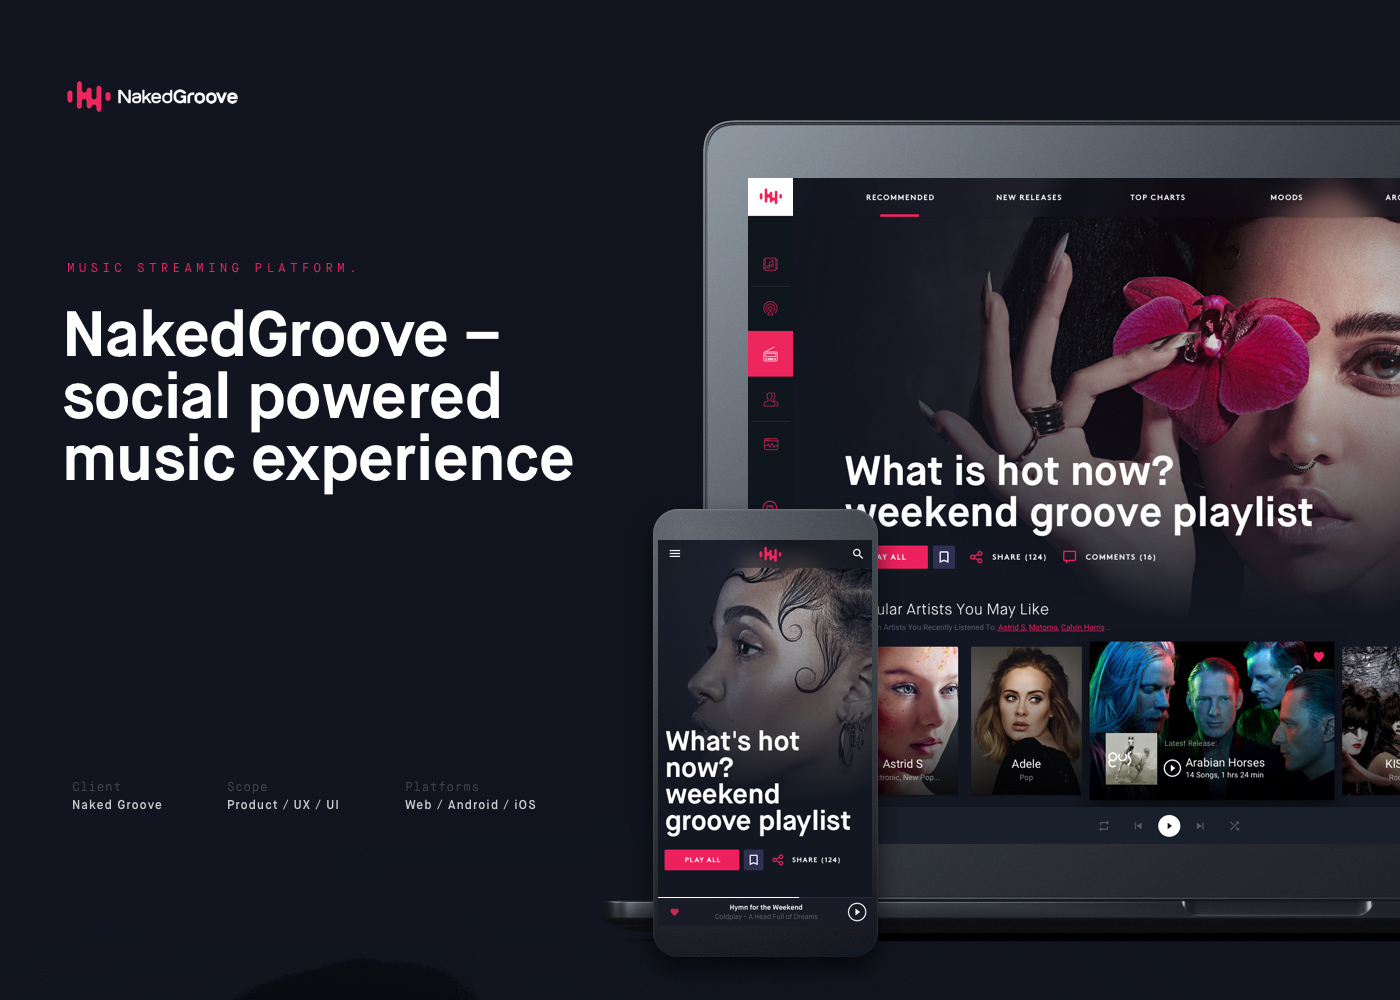 NakedGroove
MUSIC STREAMING PLATFORM.
NakedGroove –
social powered
music experience
Client
Naked Groove
Scope
Product / UX / UI
Platforms
Web / Android / iOS
RECOMMENDED
NEW RELEASES
TOP CHARTS
MOODS
What is hot now?
weekend groove playlist
AY ALL
SHARE (124)
COMMENTS (16)
ular Artists You May Like
Artists You Recently Listened To: Astrid S, Matoma, Calvin Harris...
Astrid S
ctronic, New Pop...
Adele
Pop
gus
Latest Release:
Arabian Horses
14 Songs, 1 hrs 24 min
KIS
What's hot
now?
weekend
groove playlist
PLAY ALL
SHARE (124)
Hymn for the Weekend
Coldplay - A Head Full of Dreams